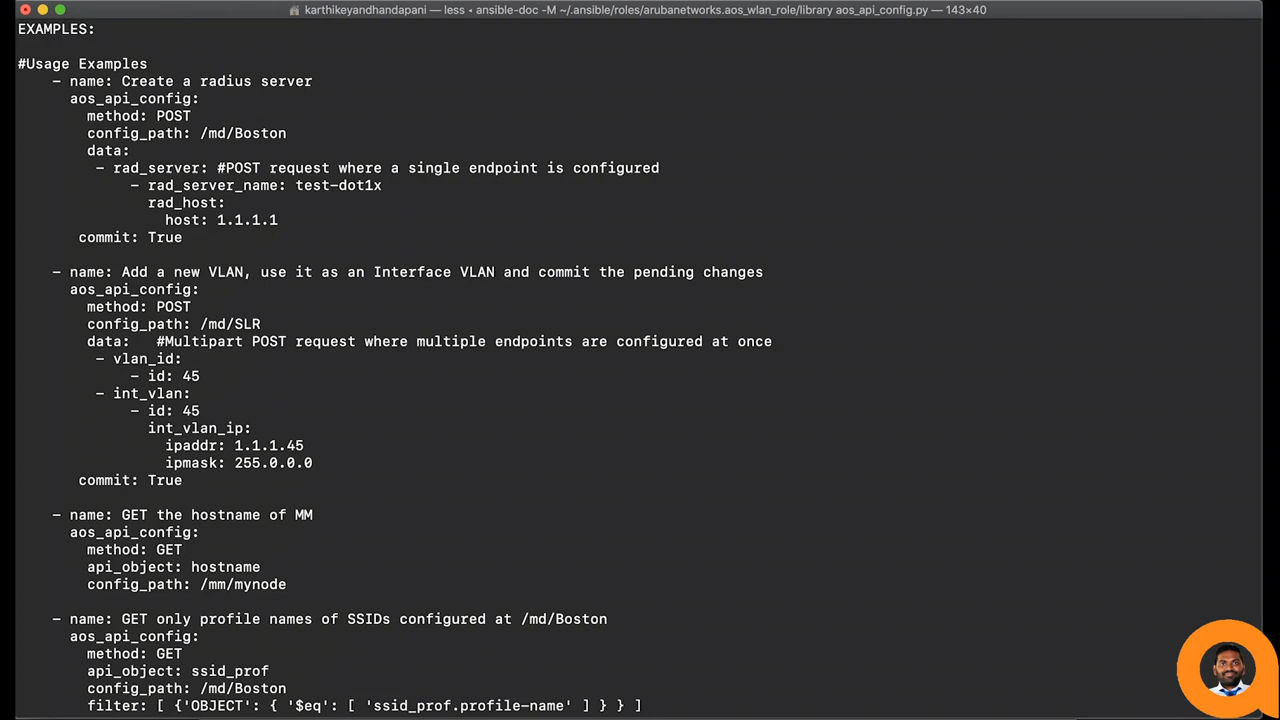 karthikeyandhandapani — less ◂ ansible-doc -M ~/.ansible/roles/arubanetworks.aos_wlan_role/library aos_api_config.py — 143×40
EXAMPLES:
#Usage Examples
    - name: Create a radius server
      aos_api_config:
        method: POST
        config_path: /md/Boston
        data:
         - rad_server: #POST request where a single endpoint is configured
             - rad_server_name: test-dot1x
               rad_host:
                 host: 1.1.1.1
       commit: True
    - name: Add a new VLAN, use it as an Interface VLAN and commit the pending changes
      aos_api_config:
        method: POST
        config_path: /md/SLR
        data:   #Multipart POST request where multiple endpoints are configured at once
         - vlan_id:
             - id: 45
         - int_vlan:
             - id: 45
               int_vlan_ip:
                 ipaddr: 1.1.1.45
                 ipmask: 255.0.0.0
       commit: True
    - name: GET the hostname of MM
      aos_api_config:
        method: GET
        api_object: hostname
        config_path: /mm/mynode
    - name: GET only profile names of SSIDs configured at /md/Boston
      aos_api_config:
        method: GET
        api_object: ssid_prof
        config_path: /md/Boston
        filter: [ {'OBJECT': { '$eq': [ 'ssid_prof.profile-name' ] } } ]